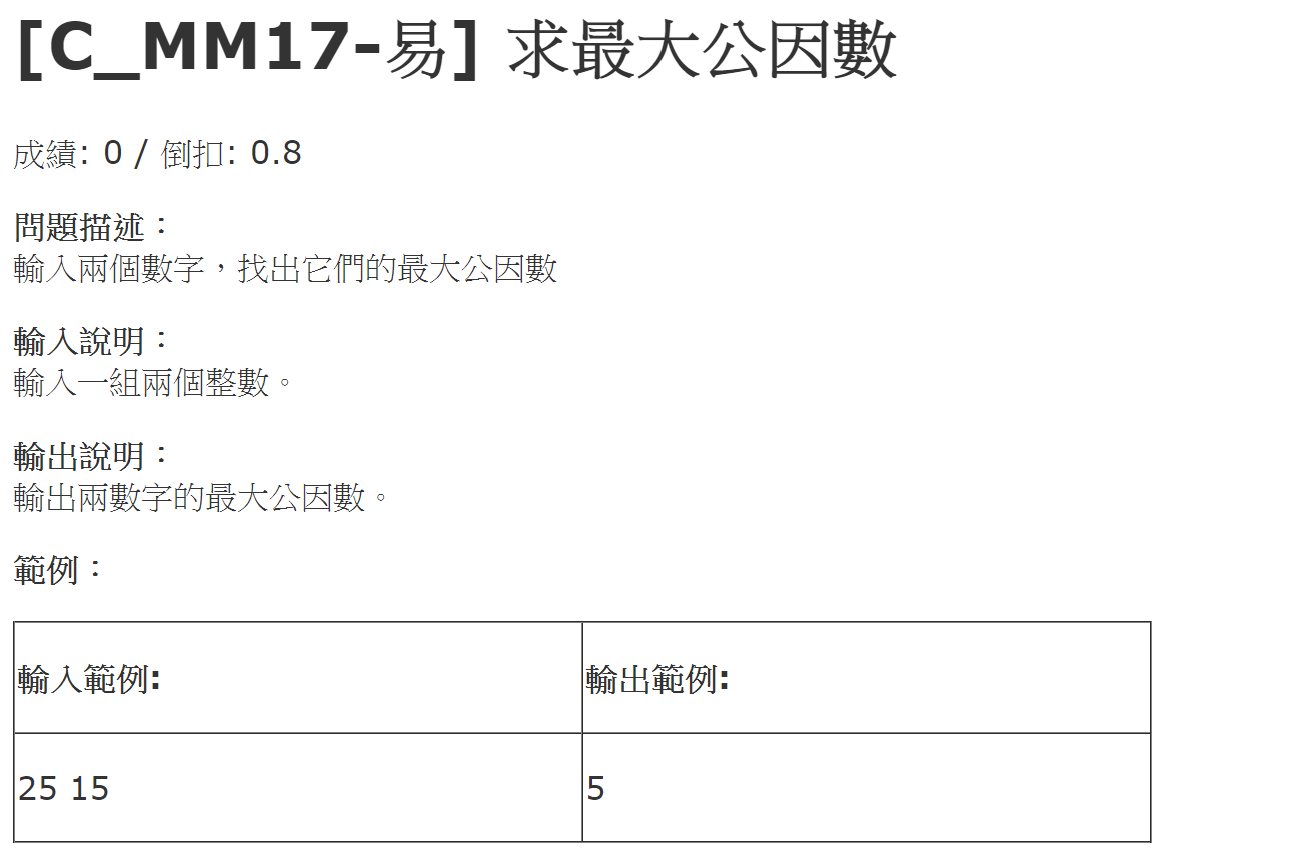 [C_MM17-易] 求最大公因數
成績: 0 / 倒扣: 0.8
問題描述：
輸入兩個數字，找出它們的最大公因數
輸入說明：
輸入一組兩個整數。
輸出說明：
輸出兩數字的最大公因數。
範例：
輸入範例:
輸出範例:
25 15
5